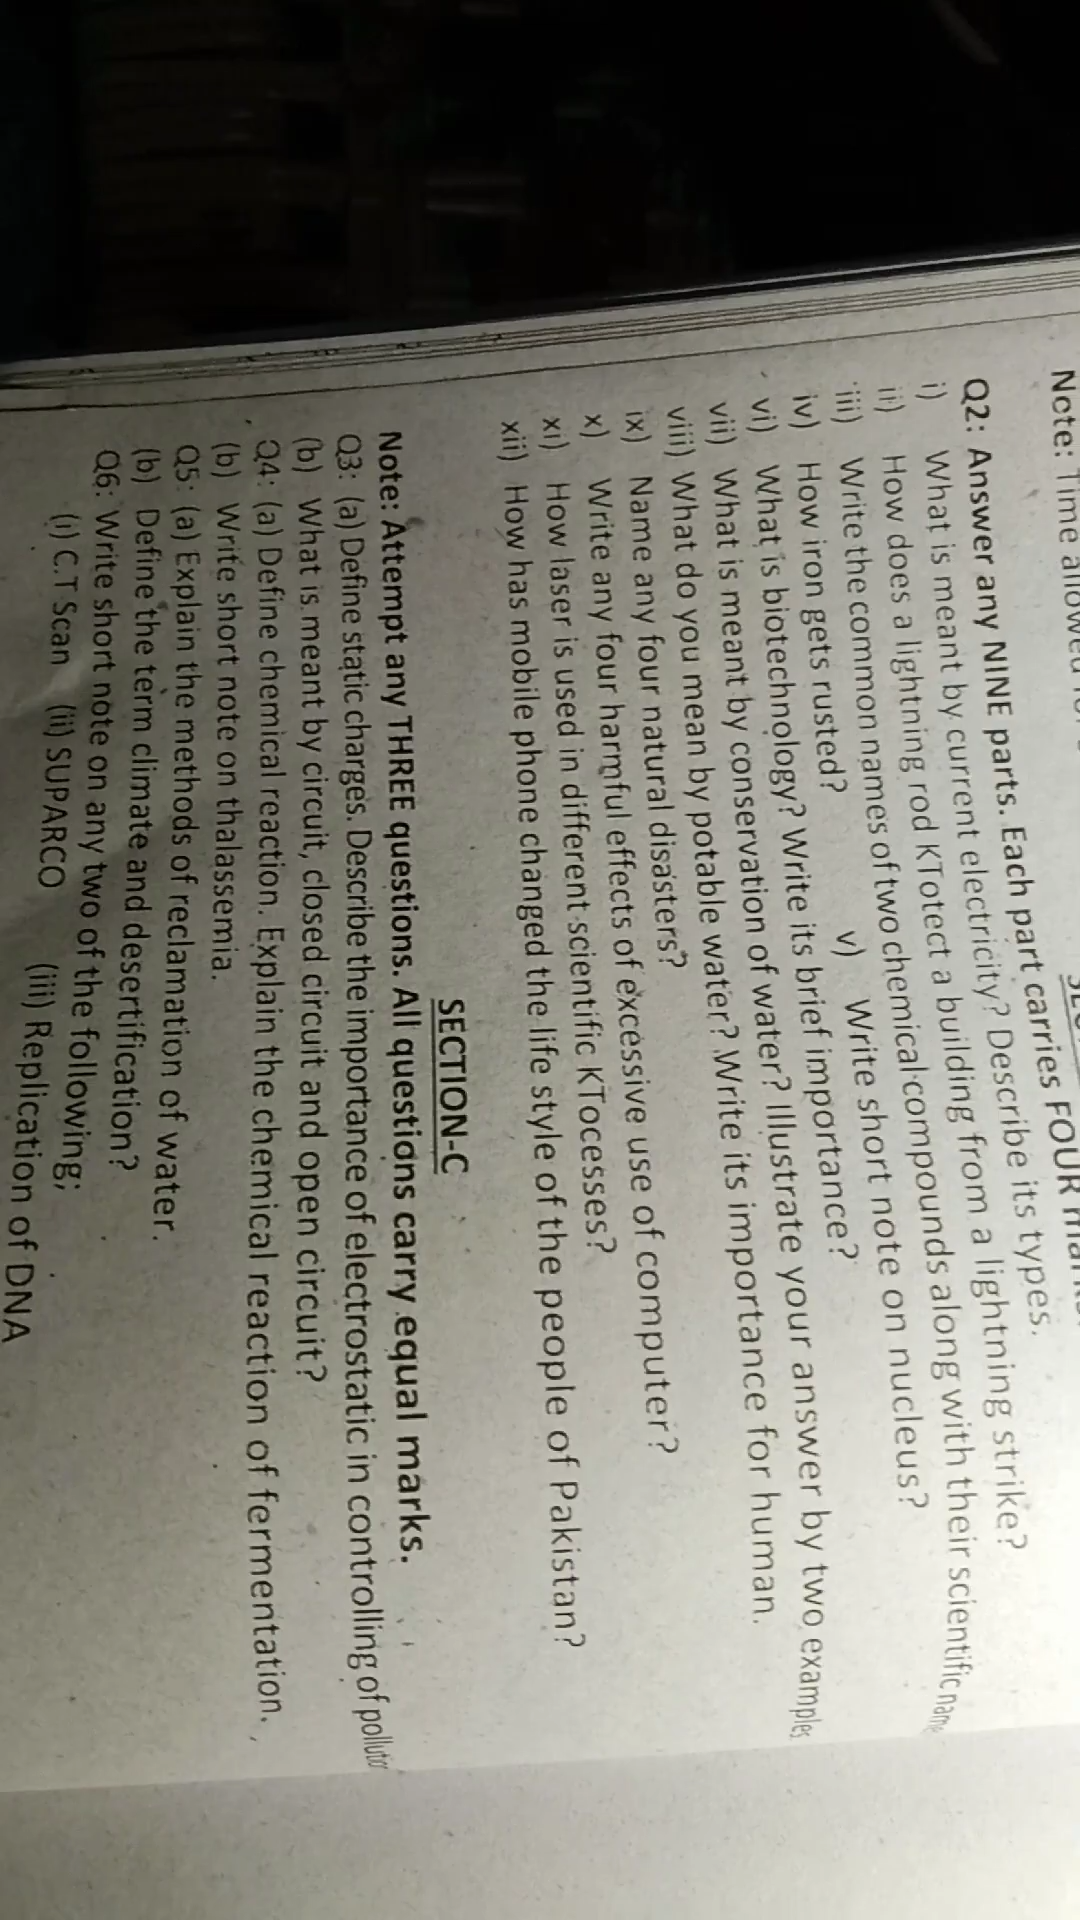 Note: Time allowed
Q2: Answer any NINE parts. Each part carries FOUR
i) What is meant by current electricity? Describe its types.
ii) How does a lightning rod KTotect a building from a lightning strike?
iii) Write the common names of two chemical compounds along with their scientific name
iv) How iron gets rusted? v) Write short note on nucleus?
vi) What is biotechnology? Write its brief importance?
vii) What is meant by conservation of water? Illustrate your answer by two examples
viii) What do you mean by potable water? Write its importance for human.
ix) Name any four natural disasters?
x) Write any four harmful effects of excessive use of computer?
xi) How laser is used in different scientific KTocesses?
xii) How has mobile phone changed the life style of the people of Pakistan?
SECTION-C
Note: Attempt any THREE questions. All questions carry equal marks.
Q3: (a) Define static charges. Describe the importance of electrostatic in controlling of
(b) What is meant by circuit, closed circuit and open circuit?
Q4: (a) Define chemical reaction. Explain the chemical reaction of fermentation.
(b) Write short note on thalassemia.
Q5: (a) Explain the methods of reclamation of water.
(b) Define the term climate and desertification?
Q6: Write short note on any two of the following;
(i) C.T Scan (ii) SUPARCO (iii) Replication of DNA